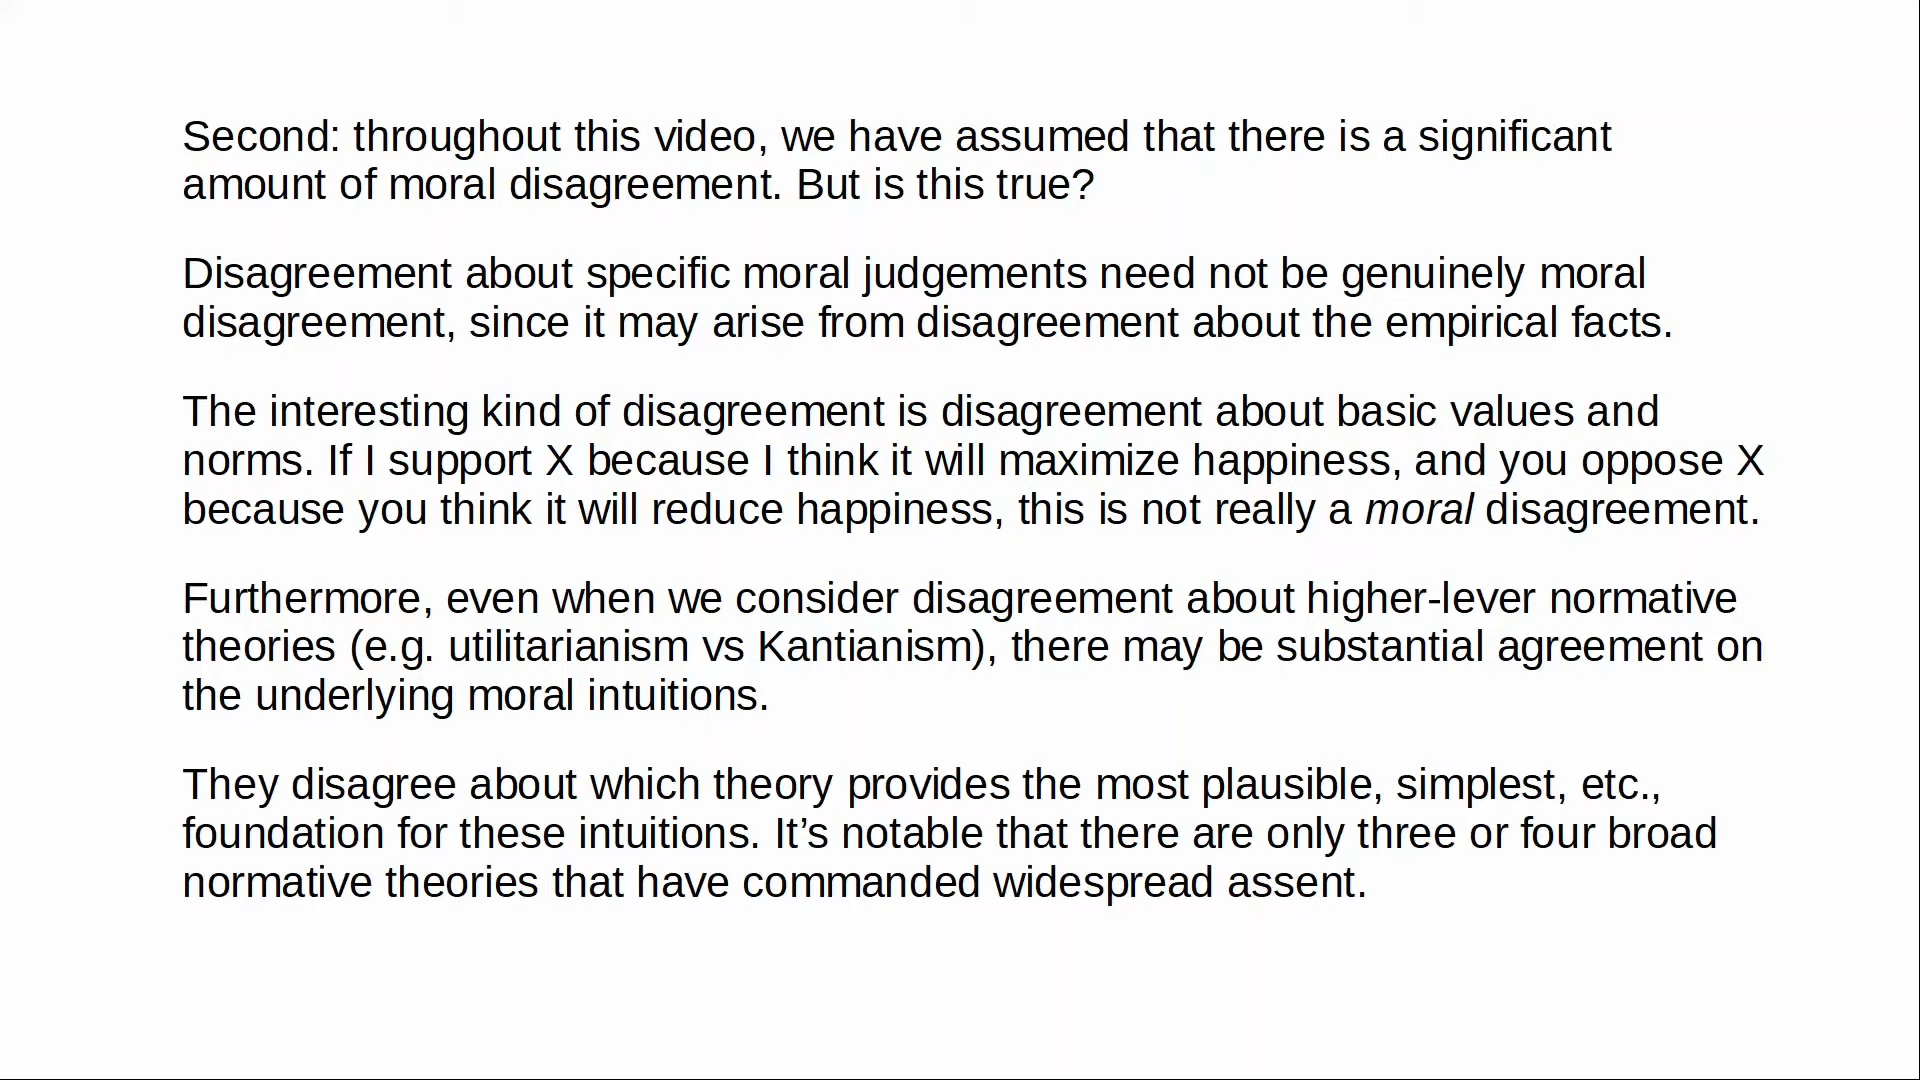 Second: throughout this video, we have assumed that there is a significant
amount of moral disagreement. But is this true?
Disagreement about specific moral judgements need not be genuinely moral
disagreement, since it may arise from disagreement about the empirical facts.
The interesting kind of disagreement is disagreement about basic values and
norms. If I support X because I think it will maximize happiness, and you oppose X
because you think it will reduce happiness, this is not really a moral disagreement.
Furthermore, even when we consider disagreement about higher-lever normative
theories (e.g. utilitarianism vs Kantianism), there may be substantial agreement on
the underlying moral intuitions.
They disagree about which theory provides the most plausible, simplest, etc.,
foundation for these intuitions. It’s notable that there are only three or four broad
normative theories that have commanded widespread assent.